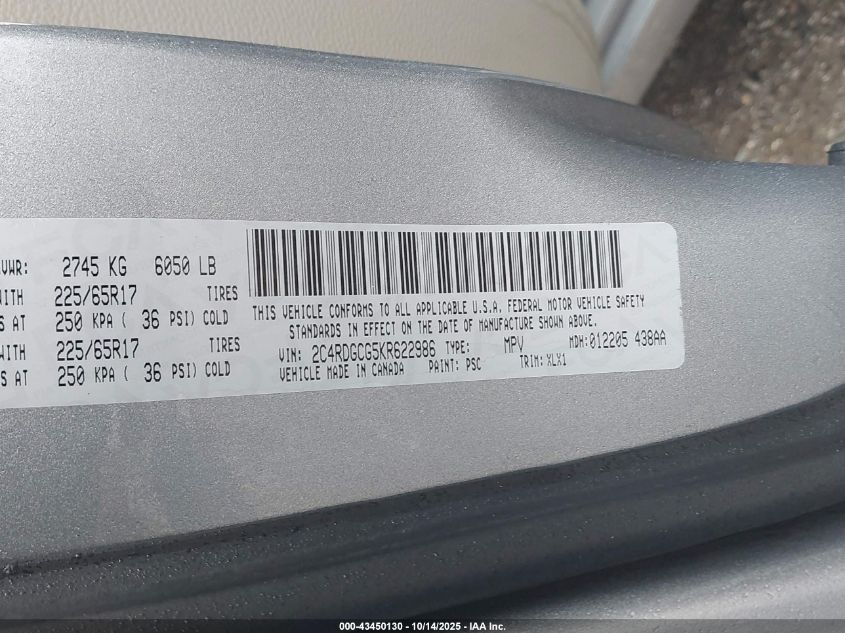 VWR: 2745 KG 6050 LB
WITH 225/65R17 TIRES
S AT 250 KPA ( 36 PSI) COLD
WITH 225/65R17 TIRES
S AT 250 KPA ( 36 PSI) COLD
THIS VEHICLE CONFORMS TO ALL APPLICABLE U.S.A. FEDERAL MOTOR VEHICLE SAFETY
STANDARDS IN EFFECT ON THE DATE OF MANUFACTURE SHOWN ABOVE.
VIN: 2C4RDGCG5KR622986 TYPE: MPV MDH:012205 438AA
VEHICLE MADE IN CANADA PAINT: PSC TRIM: XLX1
000-43450130 - 10/14/2025 - IAA Inc.